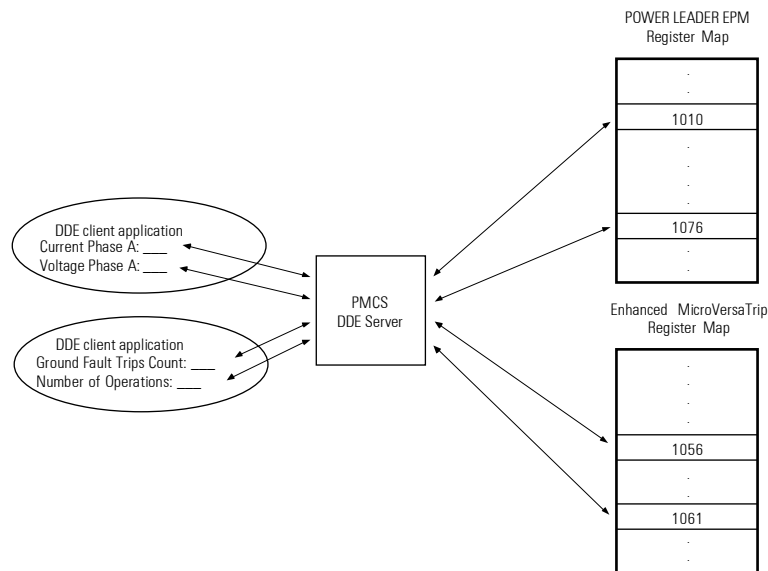 POWER LEADER EPM
Register Map
.
.
1010
.
.
.
.
1076
.
.
DDE client application
Current Phase A: ___
Voltage Phase A: ___
PMCS
DDE Server
DDE client application
Ground Fault Trips Count: ___
Number of Operations: ___
Enhanced MicroVersaTrip
Register Map
.
.
.
.
1056
.
.
1061
.
.